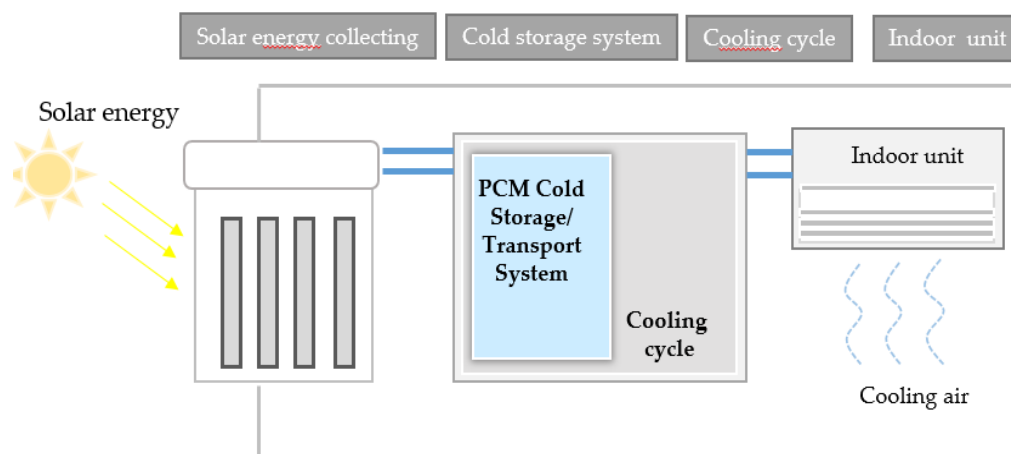 Solar energy collecting
Cold storage system
Cooling cycle
Indoor unit
Solar energy
Indoor unit
PCM Cold
Storage/
Transport
System
Cooling
cycle
Cooling air